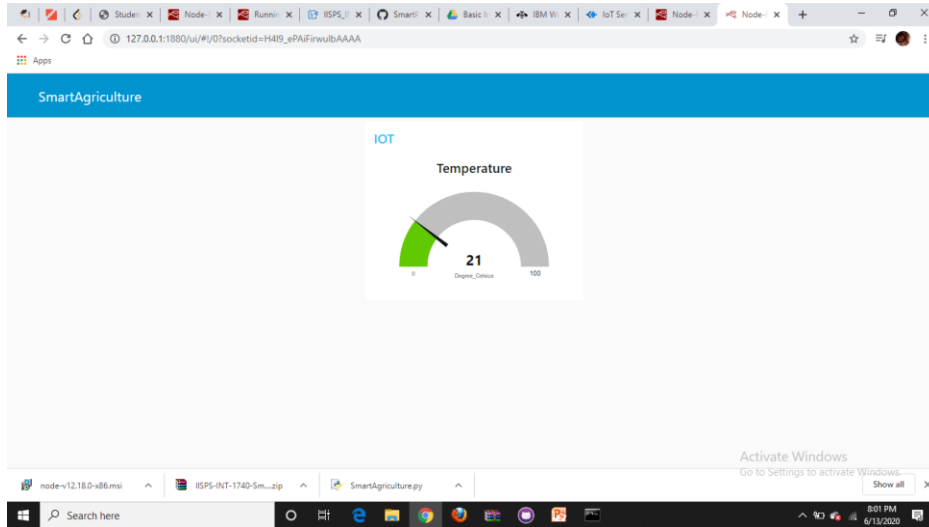 Studen
Node-
Runnin
IISPS_I
SmartF
Basic I
IBM W
IoT Ser
Node-
Node-
127.0.0.1:1880/ui/#!/0?socketid=H4I9_ePAiFirwulbAAAA
Apps
SmartAgriculture
IOT
Temperature
21
Degree_Celsius
0
100
Activate Windows
Go to Settings to activate Windows.
node-v12.18.0-x86.msi
IISPS-INT-1740-Sm....zip
SmartAgriculture.py
Show all
Search here
8:01 PM
6/13/2020